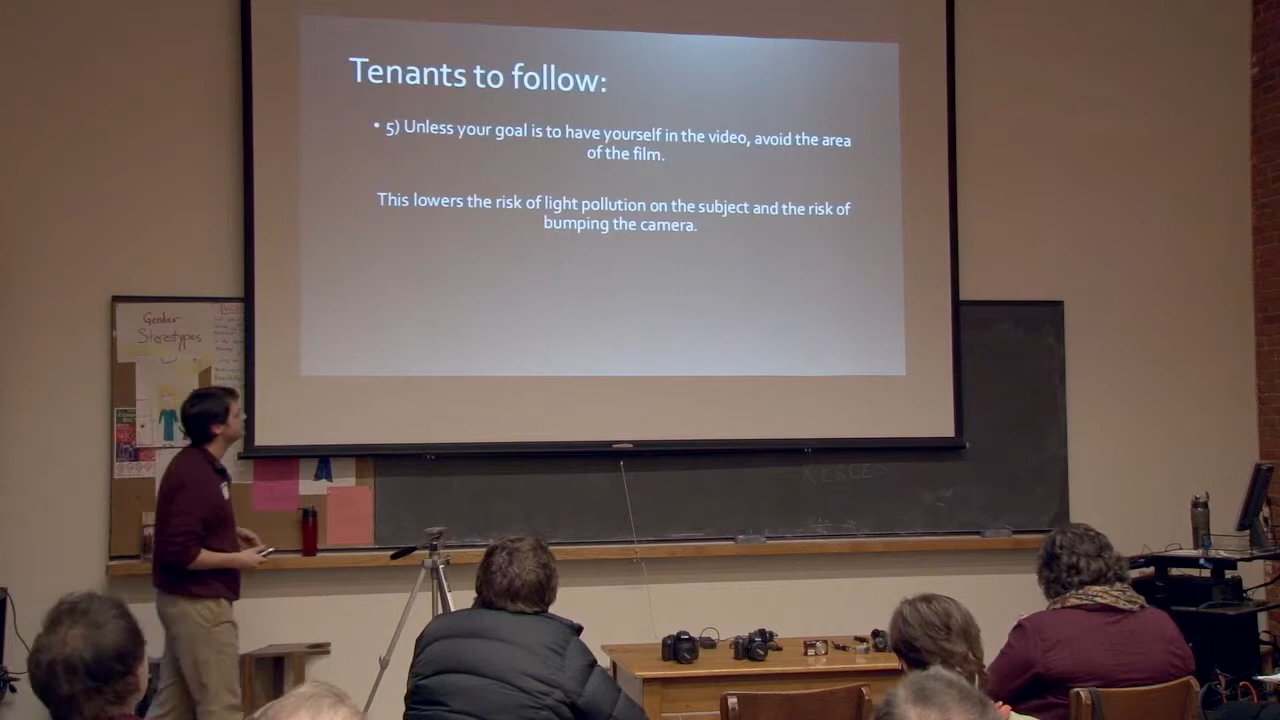 Tenants to follow:
• 5) Unless your goal is to have yourself in the video, avoid the area
of the film.
This lowers the risk of light pollution on the subject and the risk of
bumping the camera.
Gender
Stereotypes